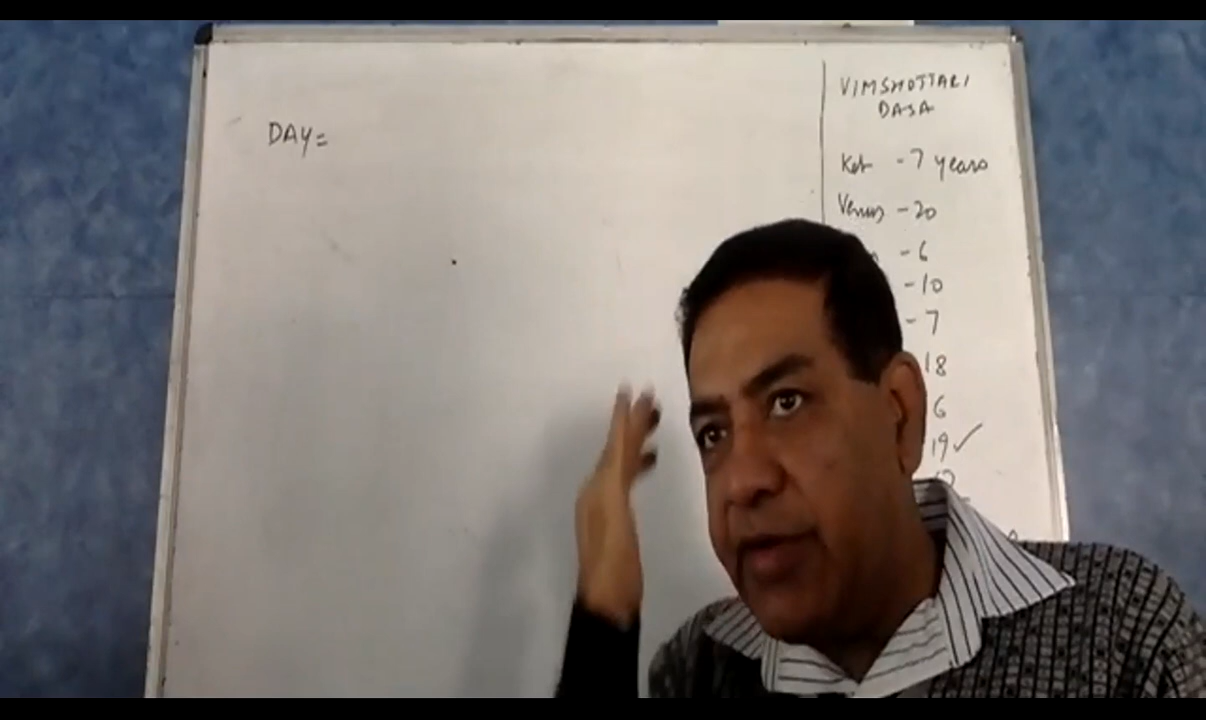 DAY=
VIMSHOTTARI
DASA
Ket - 7 years
Venus - 20
- 6
- 10
- 7
18
6
19 ✓